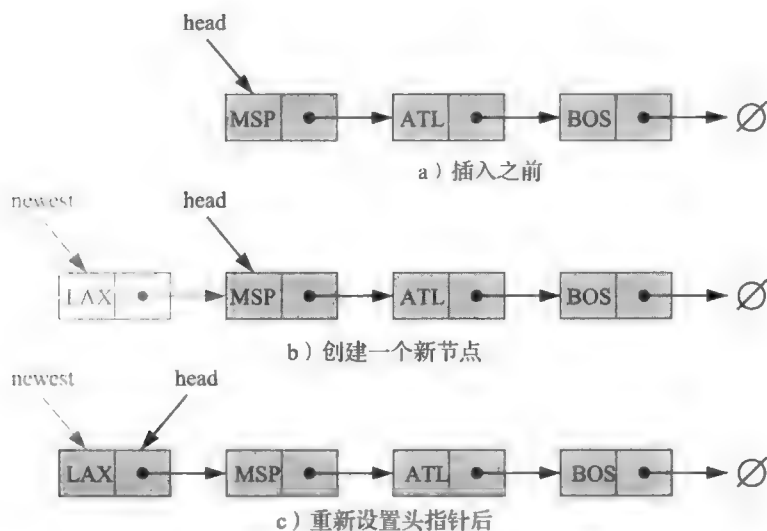 head
MSP ATL BOS ∅
a）插入之前
newest head
LAX MSP ATL BOS ∅
b）创建一个新节点
newest head
LAX MSP ATL BOS ∅
c）重新设置头指针后